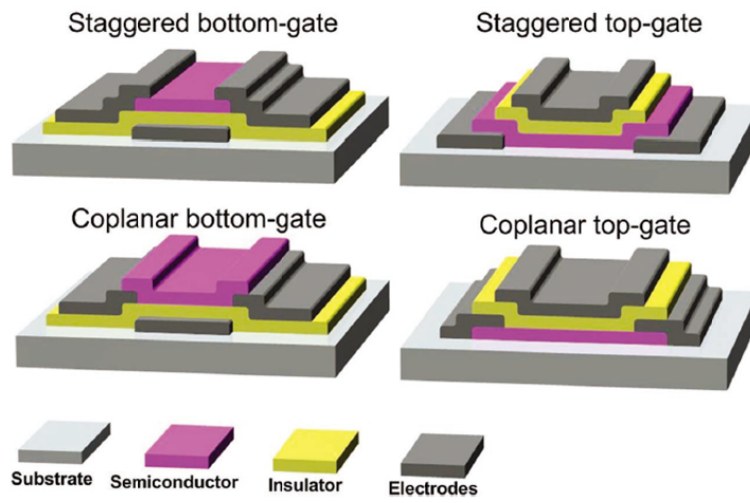 Staggered bottom-gate
Staggered top-gate
Coplanar bottom-gate
Coplanar top-gate
Substrate
Semiconductor
Insulator
Electrodes